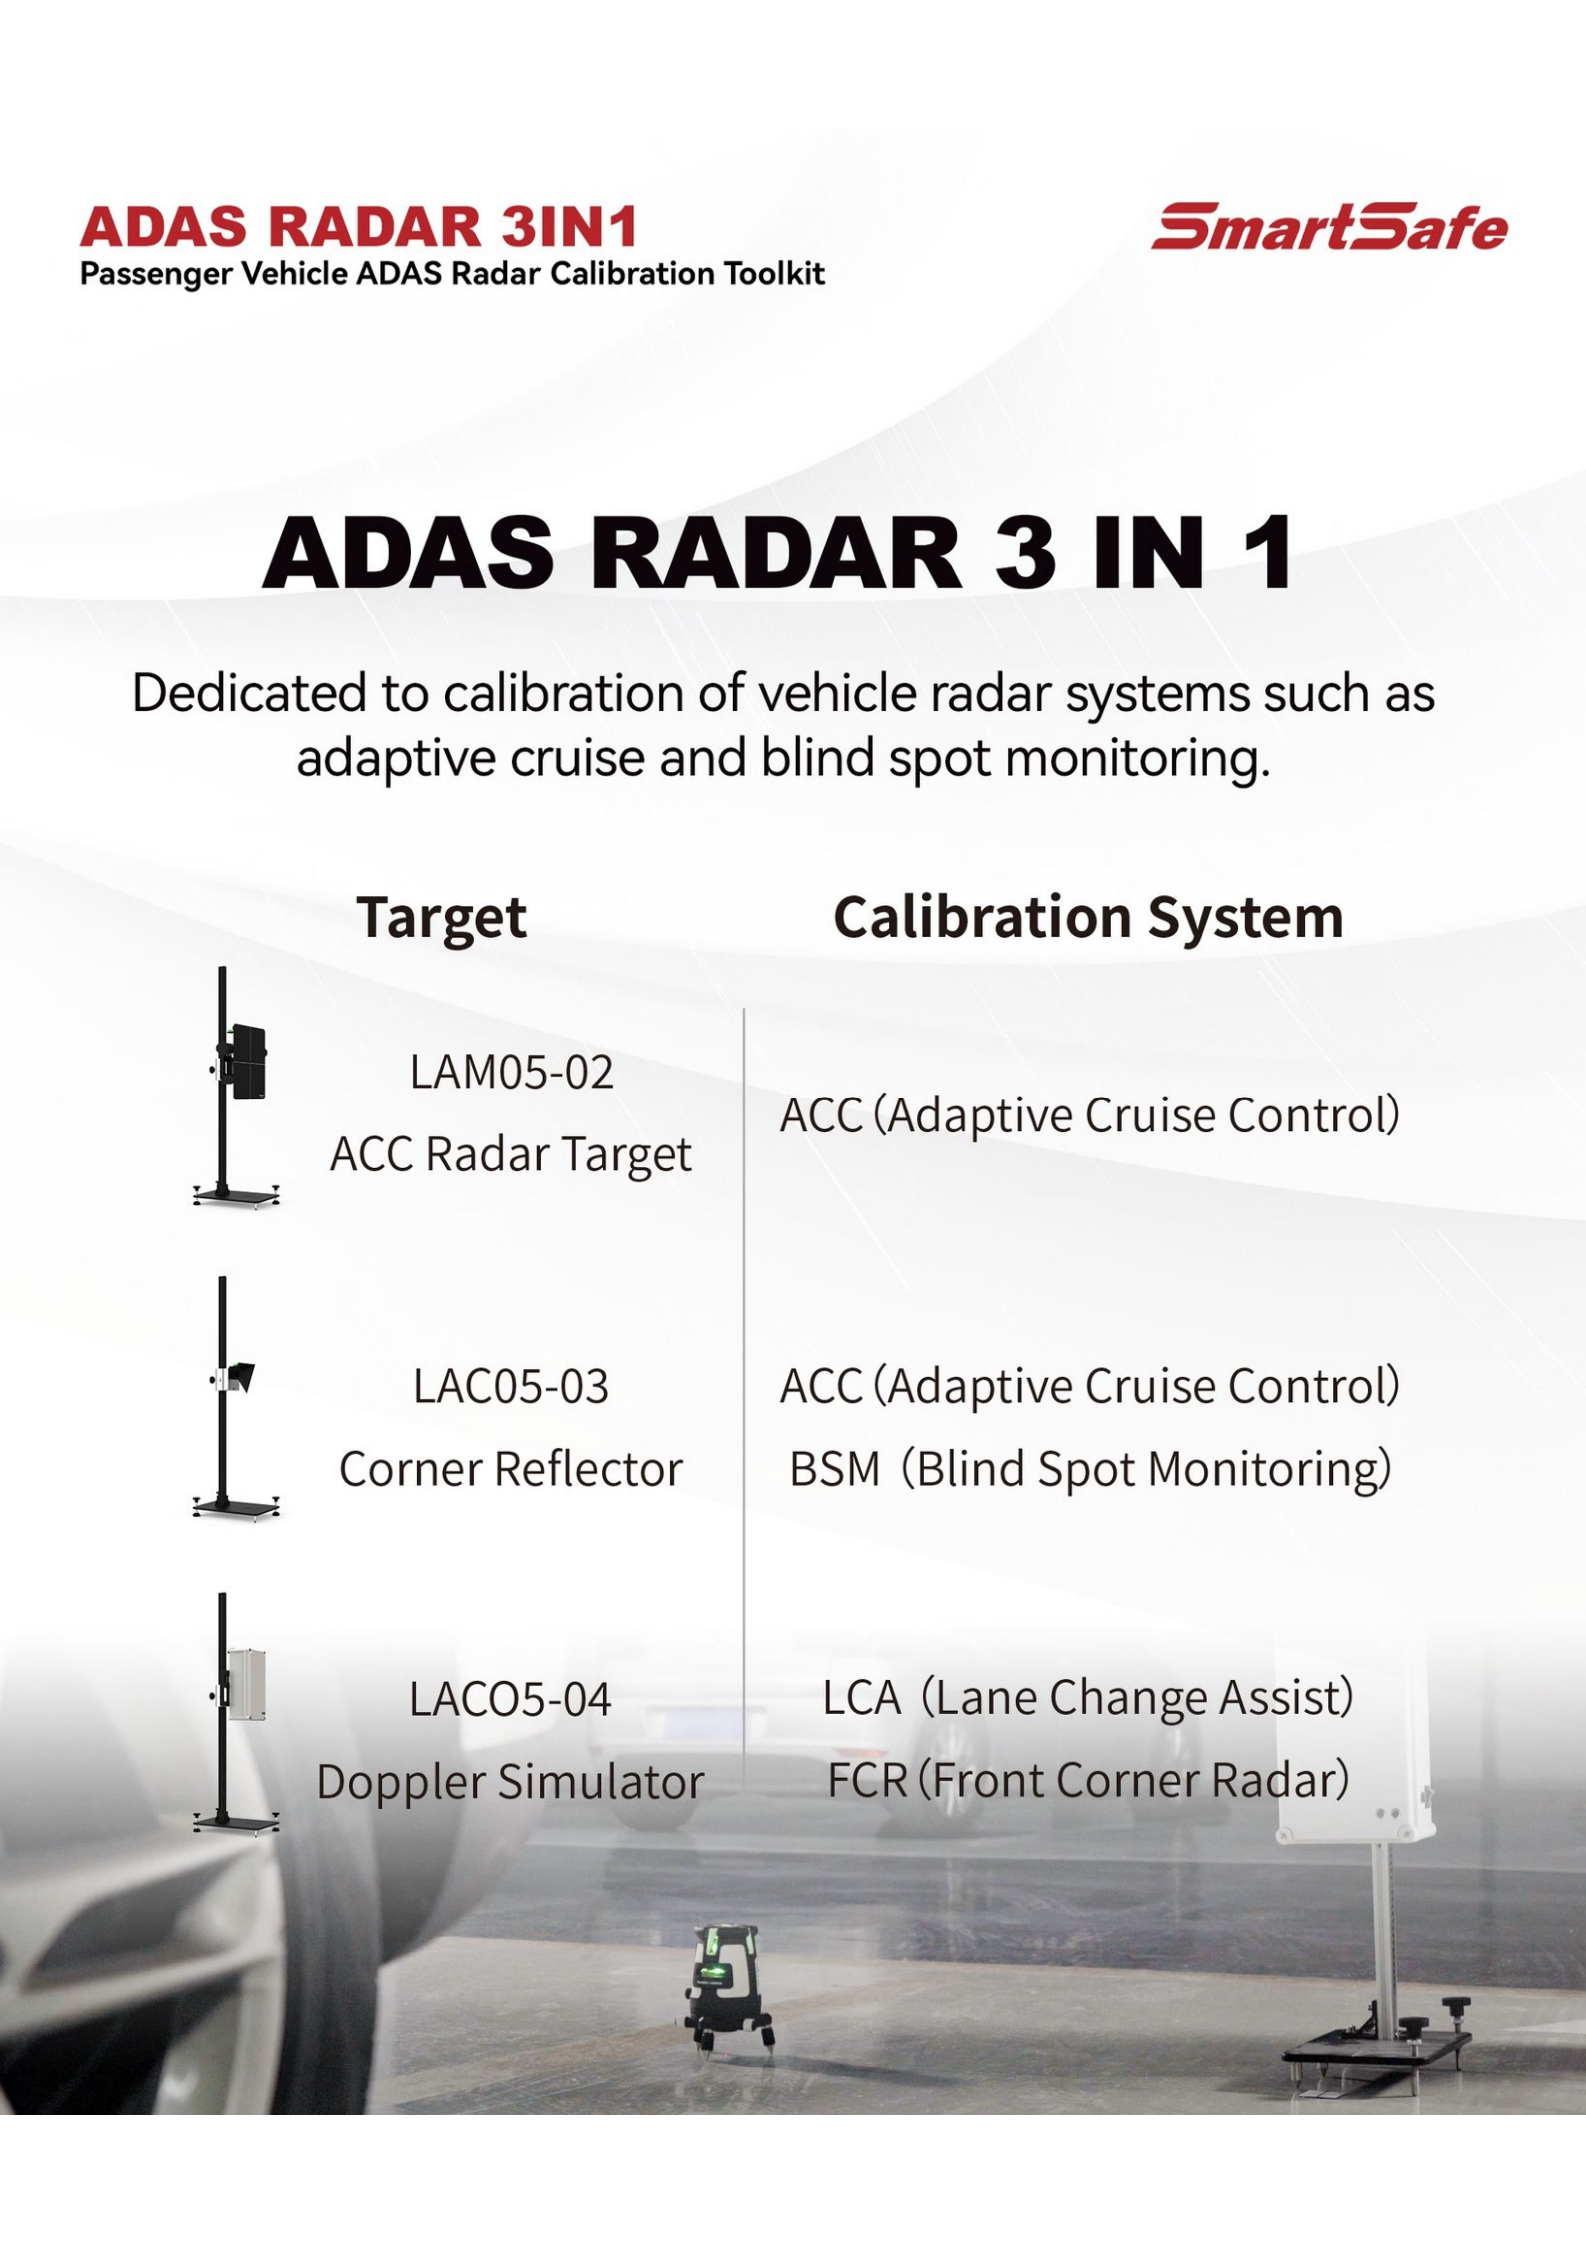 ADAS RADAR 3IN1
Passenger Vehicle ADAS Radar Calibration Toolkit
SmartSafe
ADAS RADAR 3 IN 1
Dedicated to calibration of vehicle radar systems such as
adaptive cruise and blind spot monitoring.
Target
Calibration System
LAM05-02
ACC Radar Target
ACC（Adaptive Cruise Control）
LAC05-03
Corner Reflector
ACC（Adaptive Cruise Control）
BSM（Blind Spot Monitoring）
LACO5-04
Doppler Simulator
LCA（Lane Change Assist）
FCR（Front Corner Radar）